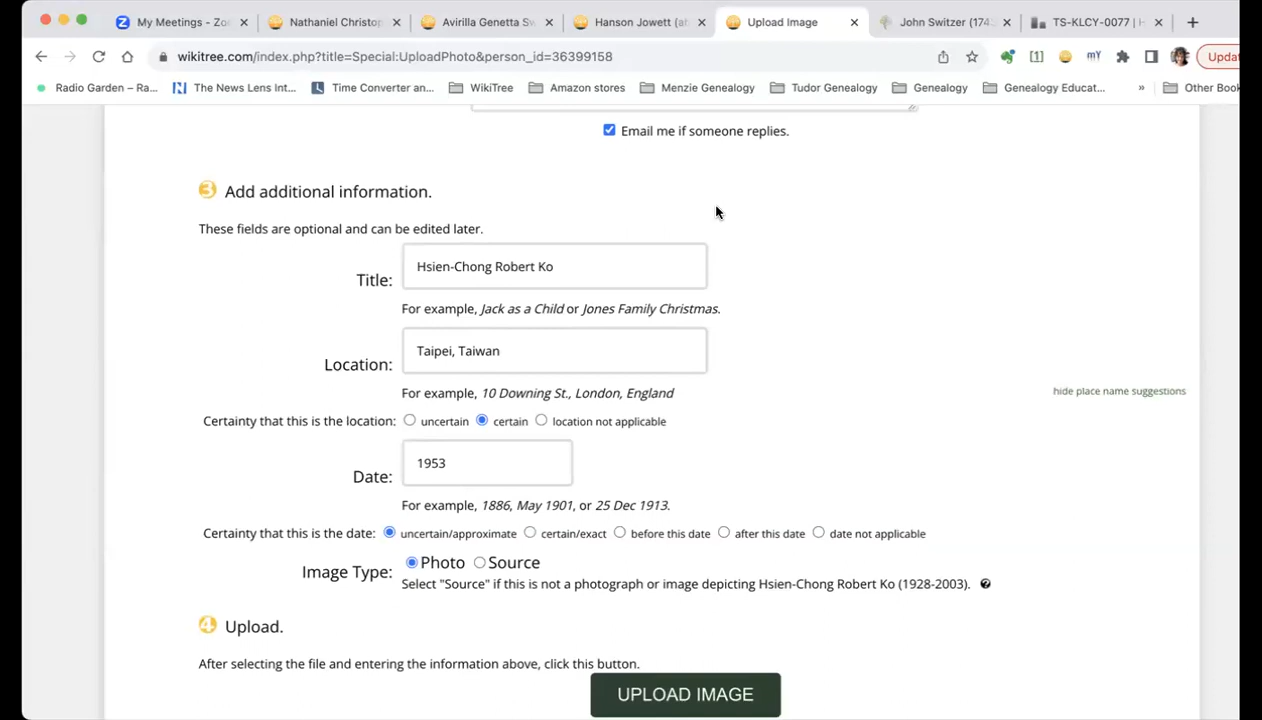 My Meetings - Zo
Nathaniel Christop
Avirilla Genetta Sw
Hanson Jowett (ab
Upload Image
John Switzer (174
TS-KLCY-0077 | H
wikitree.com/index.php?title=Special:UploadPhoto&person_id=36399158
[1]
mY
Upda
Radio Garden – Ra...
The News Lens Int...
Time Converter an...
WikiTree
Amazon stores
Menzie Genealogy
Tudor Genealogy
Genealogy
Genealogy Educat...
»
Other Book
Email me if someone replies.
3 Add additional information.
These fields are optional and can be edited later.
Title: Hsien-Chong Robert Ko
For example, Jack as a Child or Jones Family Christmas.
Location: Taipei, Taiwan
For example, 10 Downing St., London, England
hide place name suggestions
Certainty that this is the location: uncertain certain location not applicable
Date: 1953
For example, 1886, May 1901, or 25 Dec 1913.
Certainty that this is the date: uncertain/approximate certain/exact before this date after this date date not applicable
Image Type: Photo Source
Select "Source" if this is not a photograph or image depicting Hsien-Chong Robert Ko (1928-2003). ?
4 Upload.
After selecting the file and entering the information above, click this button.
UPLOAD IMAGE